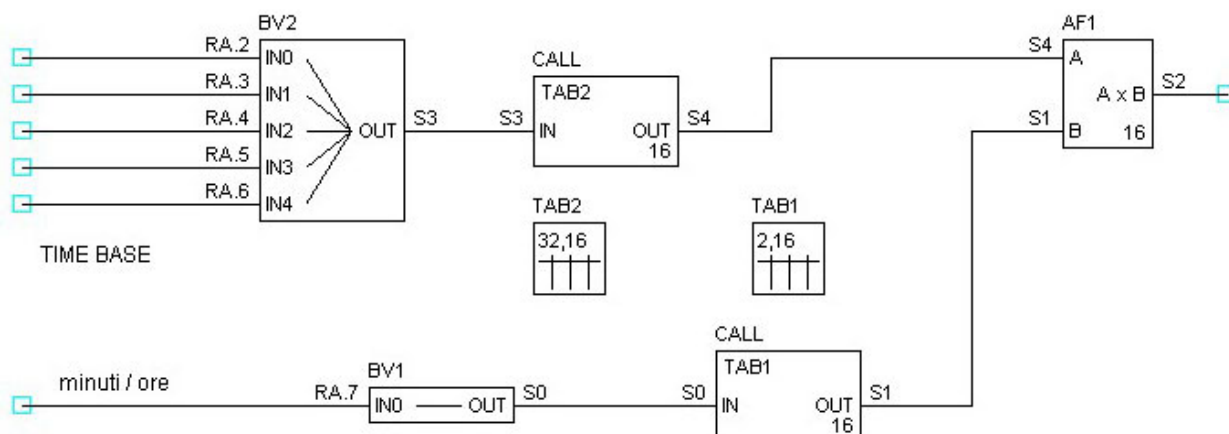 BV2
AF1
RA.2
IN0
RA.3
IN1
RA.4
IN2
OUT
S3
RA.5
IN3
RA.6
IN4
TIME BASE
CALL
TAB2
S3
IN
OUT
S4
16
S4
A
A x B
S2
S1
B
16
TAB2
32,16
TAB1
2,16
minuti / ore
RA.7
BV1
IN0
OUT
S0
CALL
TAB1
S0
IN
OUT
S1
16